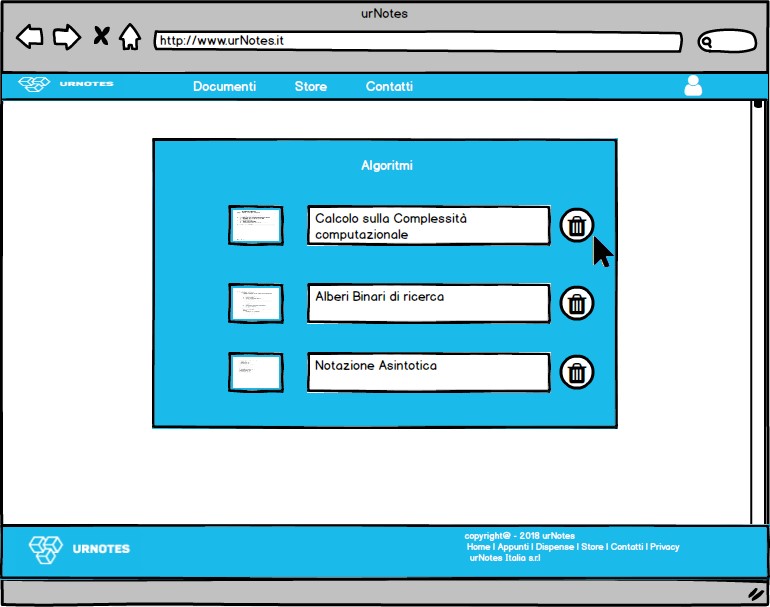 urNotes
http://www.urNotes.it
URNOTES
Documenti
Store
Contatti
Algoritmi
Calcolo sulla Complessità
computazionale
Alberi Binari di ricerca
Notazione Asintotica
URNOTES
copyright@ - 2018 urNotes
Home | Appunti | Dispense | Store | Contatti | Privacy
urNotes Italia s.r.l